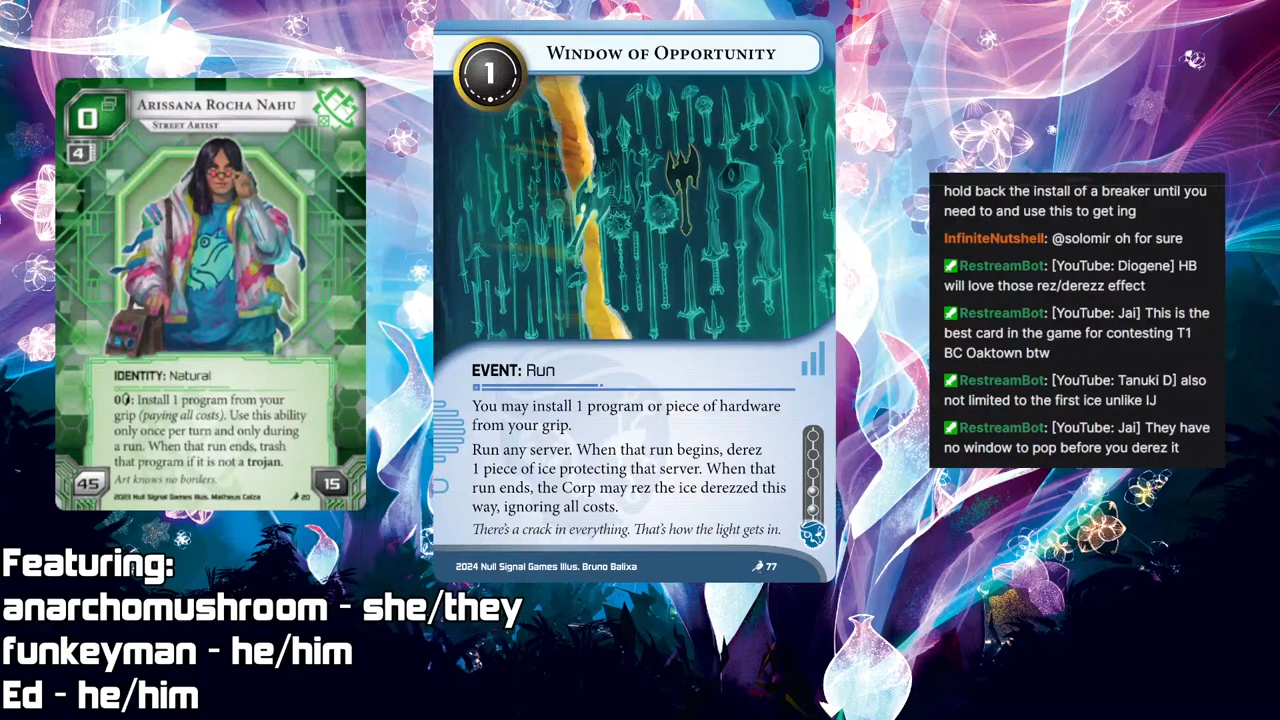 0
ARISSANA ROCHA NAHU
STREET ARTIST
4
IDENTITY: Natural
0: Install 1 program from your
grip (paying all costs). Use this ability
only once per turn and only during
a run. When that run ends, trash
that program if it is not a trojan.
Art knows no borders.
45
15
2023 Null Signal Games Illus. Matheus Calza
20
1
WINDOW OF OPPORTUNITY
EVENT: Run
You may install 1 program or piece of hardware
from your grip.
Run any server. When that run begins, derez
1 piece of ice protecting that server. When that
run ends, the Corp may rez the ice derezzed this
way, ignoring all costs.
There's a crack in everything. That's how the light gets in.
2024 Null Signal Games Illus. Bruno Balixa
77
hold back the install of a breaker until you
need to and use this to get ing
InfiniteNutshell: @solomir oh for sure
RestreamBot: [YouTube: Diogene] HB
will love those rez/derezz effect
RestreamBot: [YouTube: Jai] This is the
best card in the game for contesting T1
BC Oaktown btw
RestreamBot: [YouTube: Tanuki D] also
not limited to the first ice unlike IJ
RestreamBot: [YouTube: Jai] They have
no window to pop before you derez it
Featuring:
anarchomushroom - she/they
funkeyman - he/him
Ed - he/him